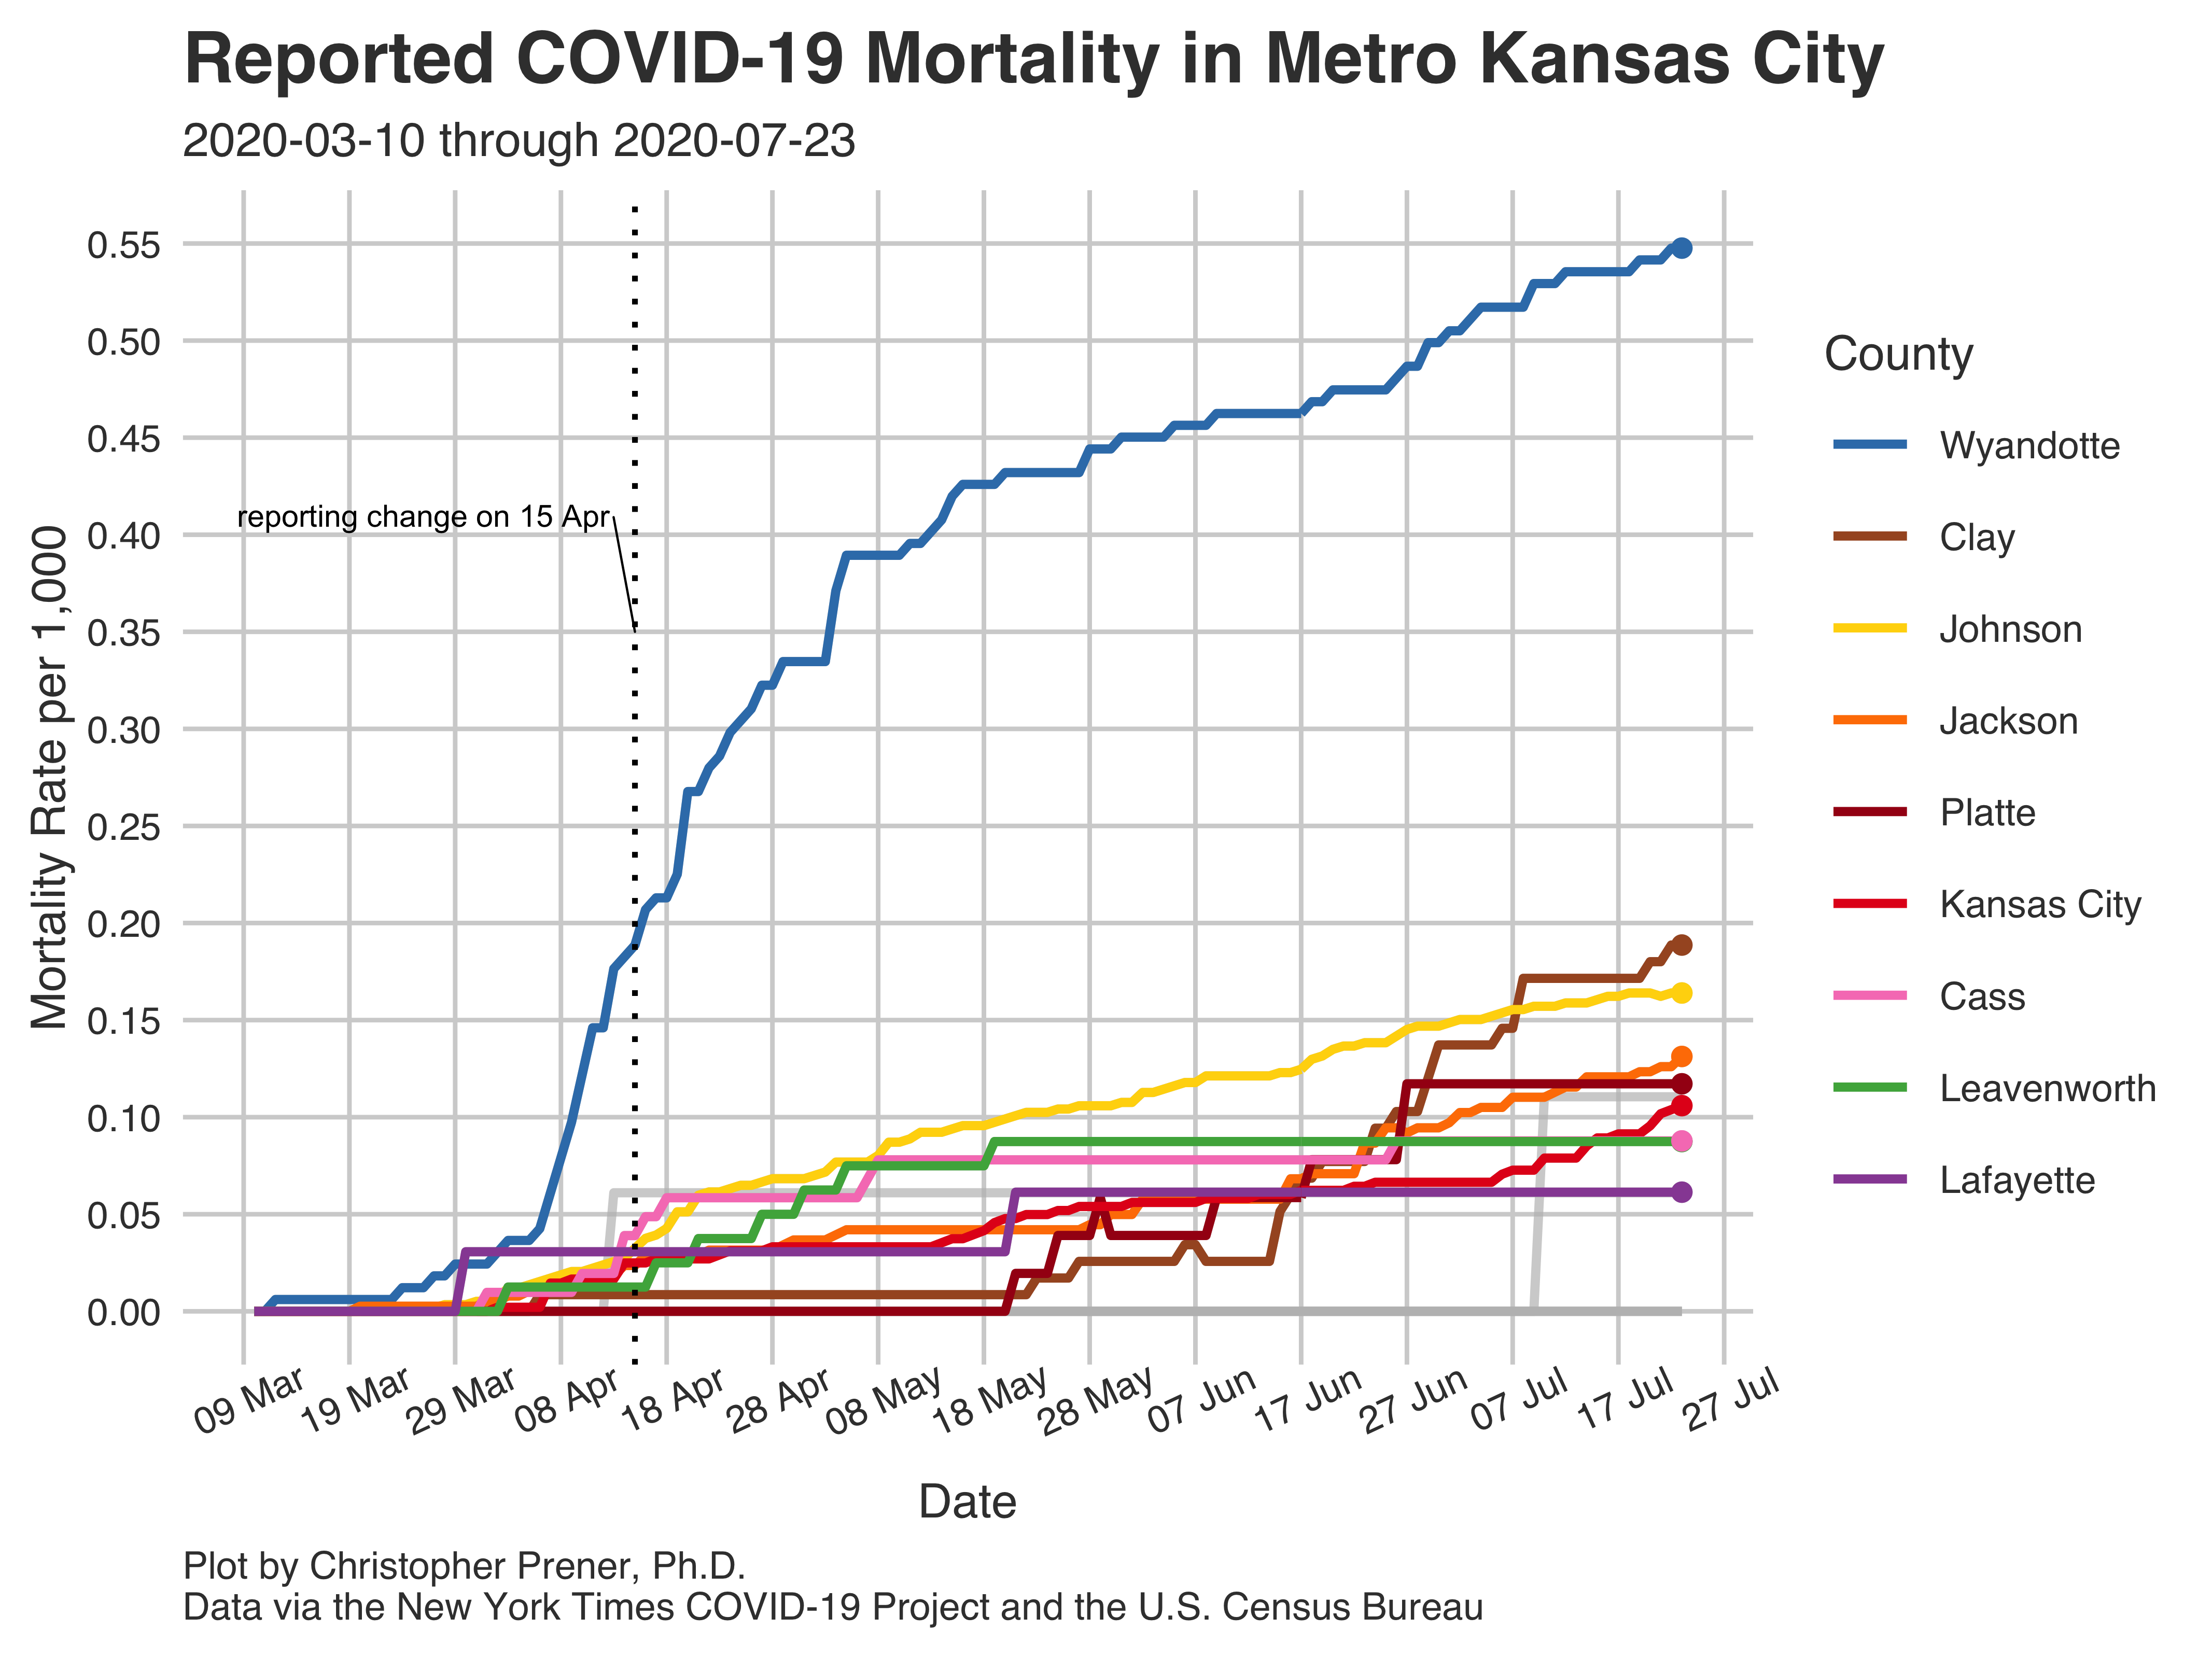 Reported COVID-19 Mortality in Metro Kansas City
2020-03-10 through 2020-07-23
Mortality Rate per 1,000
0.55
0.50
0.45
0.40
0.35
0.30
0.25
0.20
0.15
0.10
0.05
0.00
reporting change on 15 Apr
09 Mar
19 Mar
29 Mar
08 Apr
18 Apr
28 Apr
08 May
18 May
28 May
07 Jun
17 Jun
27 Jun
07 Jul
17 Jul
27 Jul
Date
County
Wyandotte
Clay
Johnson
Jackson
Platte
Kansas City
Cass
Leavenworth
Lafayette
Plot by Christopher Prener, Ph.D.
Data via the New York Times COVID-19 Project and the U.S. Census Bureau